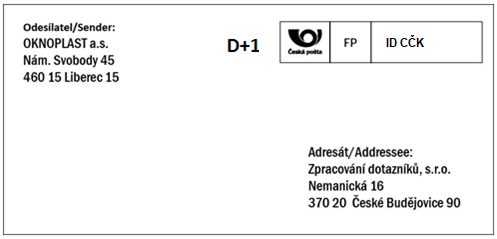 Odesílatel/Sender:
OKNOPLAST a.s.
Nám. Svobody 45
460 15 Liberec 15
D+1
Česká pošta
FP
ID CČK
Adresát/Addressee:
Zpracování dotazníků, s.r.o.
Nemanická 16
370 20 České Budějovice 90